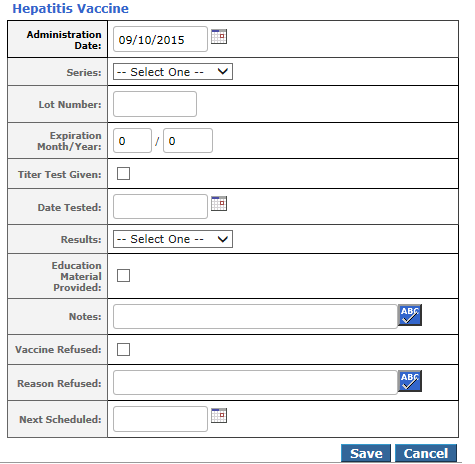 Hepatitis Vaccine
Administration
Date:
09/10/2015
Series:
-- Select One --
Lot Number:
Expiration
Month/Year:
0 / 0
Titer Test Given:
Date Tested:
Results:
-- Select One --
Education
Material
Provided:
Notes:
ABC
Vaccine Refused:
Reason Refused:
ABC
Next Scheduled:
Save Cancel